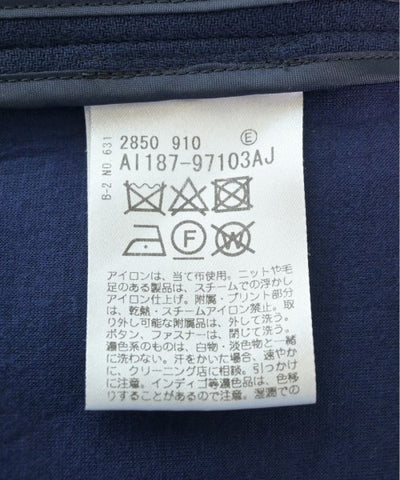 B-2 NO 631
2850 910 E
AI187-97103AJ
F W
アイロンは、当て布使用。ニットや毛
足のある製品は、スチームでの浮かし
アイロン仕上げ。附属・プリント部分
は、乾熱・スチームアイロン禁止。取
り外し可能な附属品は、外して洗う。
ボタン、ファスナーは、閉じて洗う。
濃色系のものは、白物・淡色物と一緒
に洗わない。汗をかいた場合、速やか
に、クリーニング店に相談。引っかけ
に注意。インディゴ等濃色品は、色移
りすることがあるので注意。湿潤での